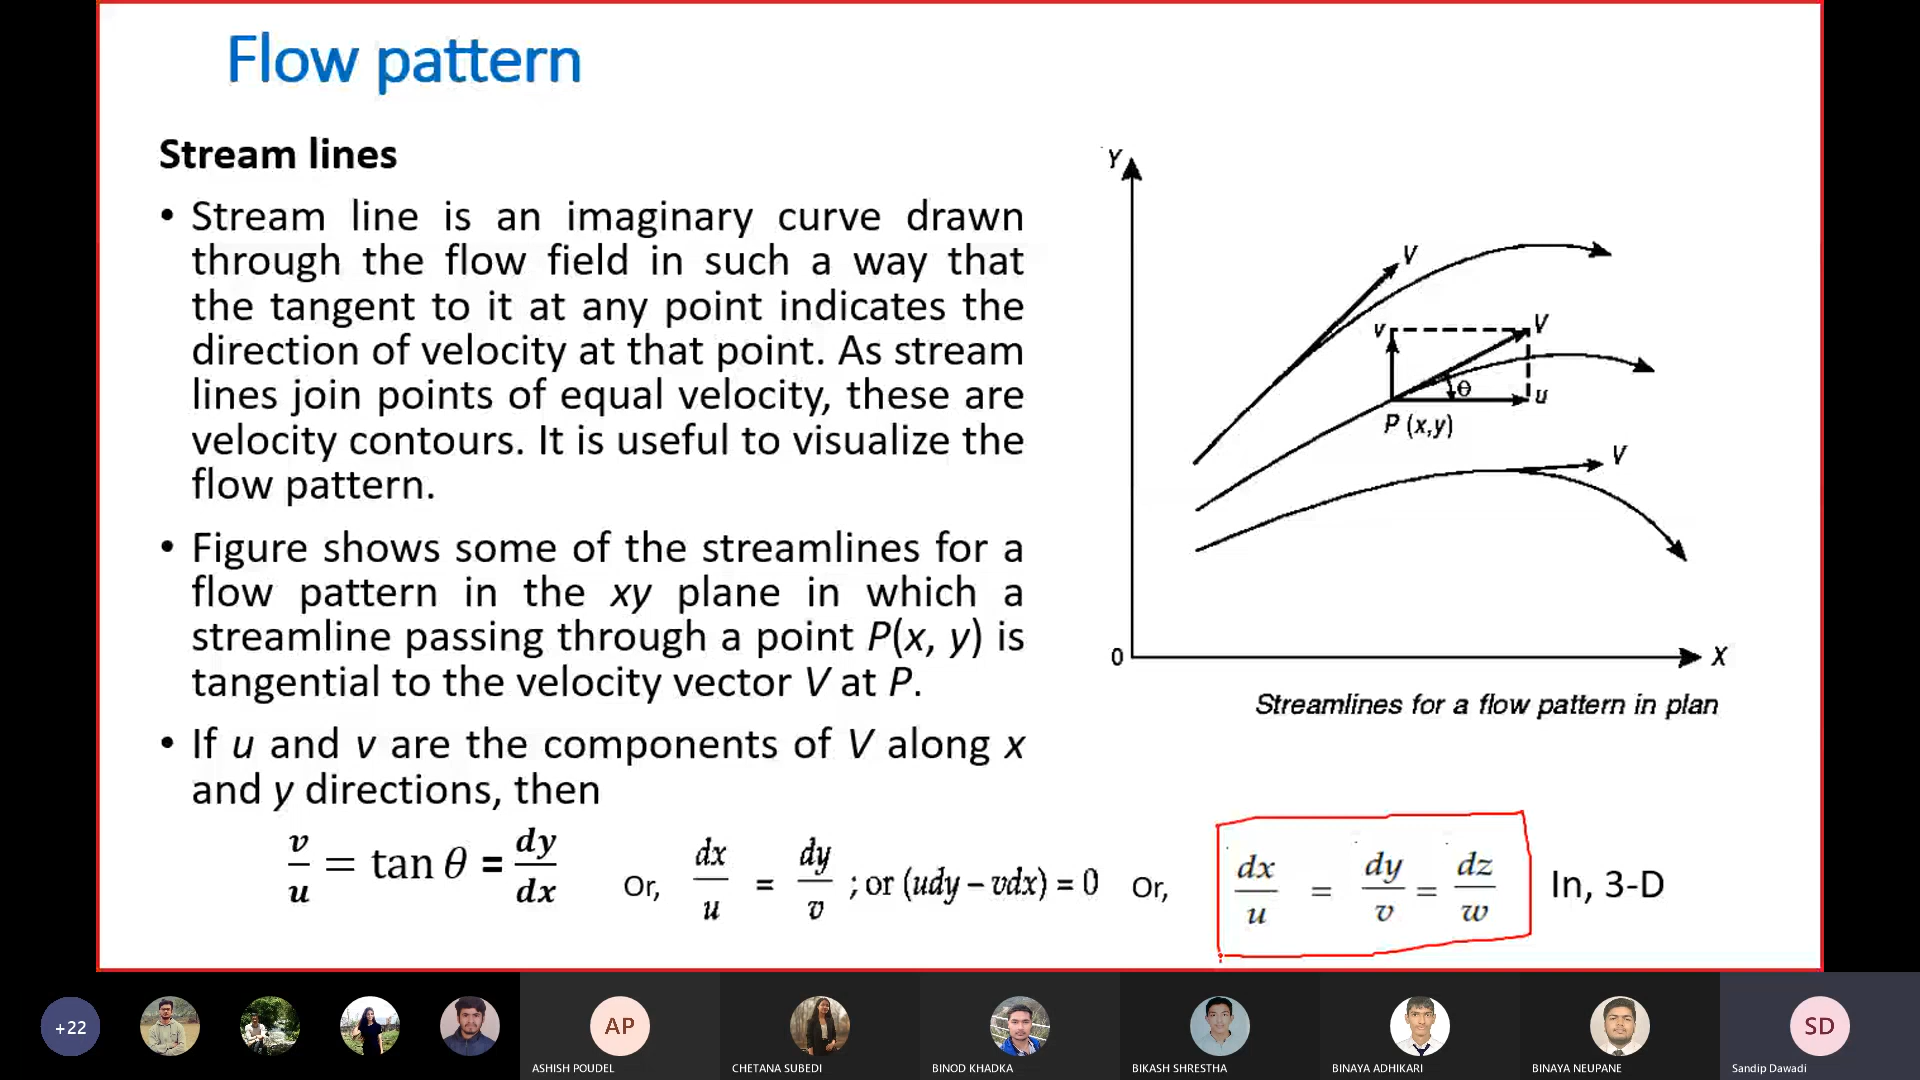 Flow pattern
Stream lines
• Stream line is an imaginary curve drawn
through the flow field in such a way that
the tangent to it at any point indicates the
direction of velocity at that point. As stream
lines join points of equal velocity, these are
velocity contours. It is useful to visualize the
flow pattern.
• Figure shows some of the streamlines for a
flow pattern in the xy plane in which a
streamline passing through a point P(x, y) is
tangential to the velocity vector V at P.
• If u and v are the components of V along x
and y directions, then
v/u = tan θ = dy/dx Or, dx/u = dy/v ; or (udy – vdx) = 0 Or, dx/u = dy/v = dz/w In, 3-D
Y
V
v V
θ u
P (x,y)
V
0 X
Streamlines for a flow pattern in plan
+22 AP SD
ASHISH POUDEL CHETANA SUBEDI BINOD KHADKA BIKASH SHRESTHA BINAYA ADHIKARI BINAYA NEUPANE Sandip Dawadi